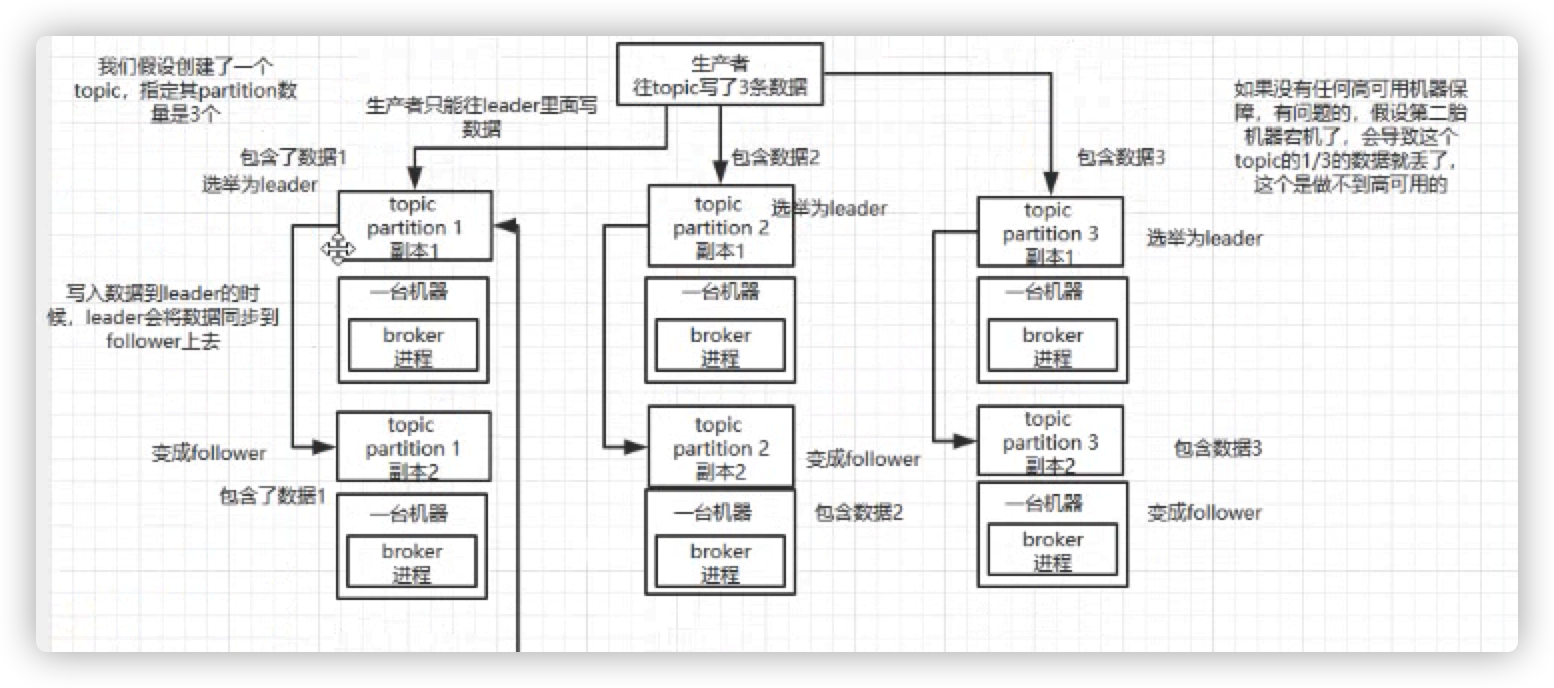 我们假设创建了一个
topic，指定其partition数
量是3个
生产者
往topic写了3条数据
如果没有任何高可用机器保
障，有问题的，假设第二胎
机器宕机了，会导致这个
topic的1/3的数据就丢了，
这个是做不到高可用的
生产者只能往leader里面写
数据
包含了数据1
选举为leader
包含数据2
包含数据3
topic
partition 1
副本1
topic
partition 2
副本1
选举为leader
topic
partition 3
副本1
选举为leader
写入数据到leader的时
候，leader会将数据同步到
follower上去
一台机器
broker
进程
一台机器
broker
进程
一台机器
broker
进程
变成follower
包含了数据1
topic
partition 1
副本2
topic
partition 2
副本2
变成follower
topic
partition 3
副本2
包含数据3
一台机器
broker
进程
一台机器
broker
进程
包含数据2
一台机器
broker
进程
变成follower